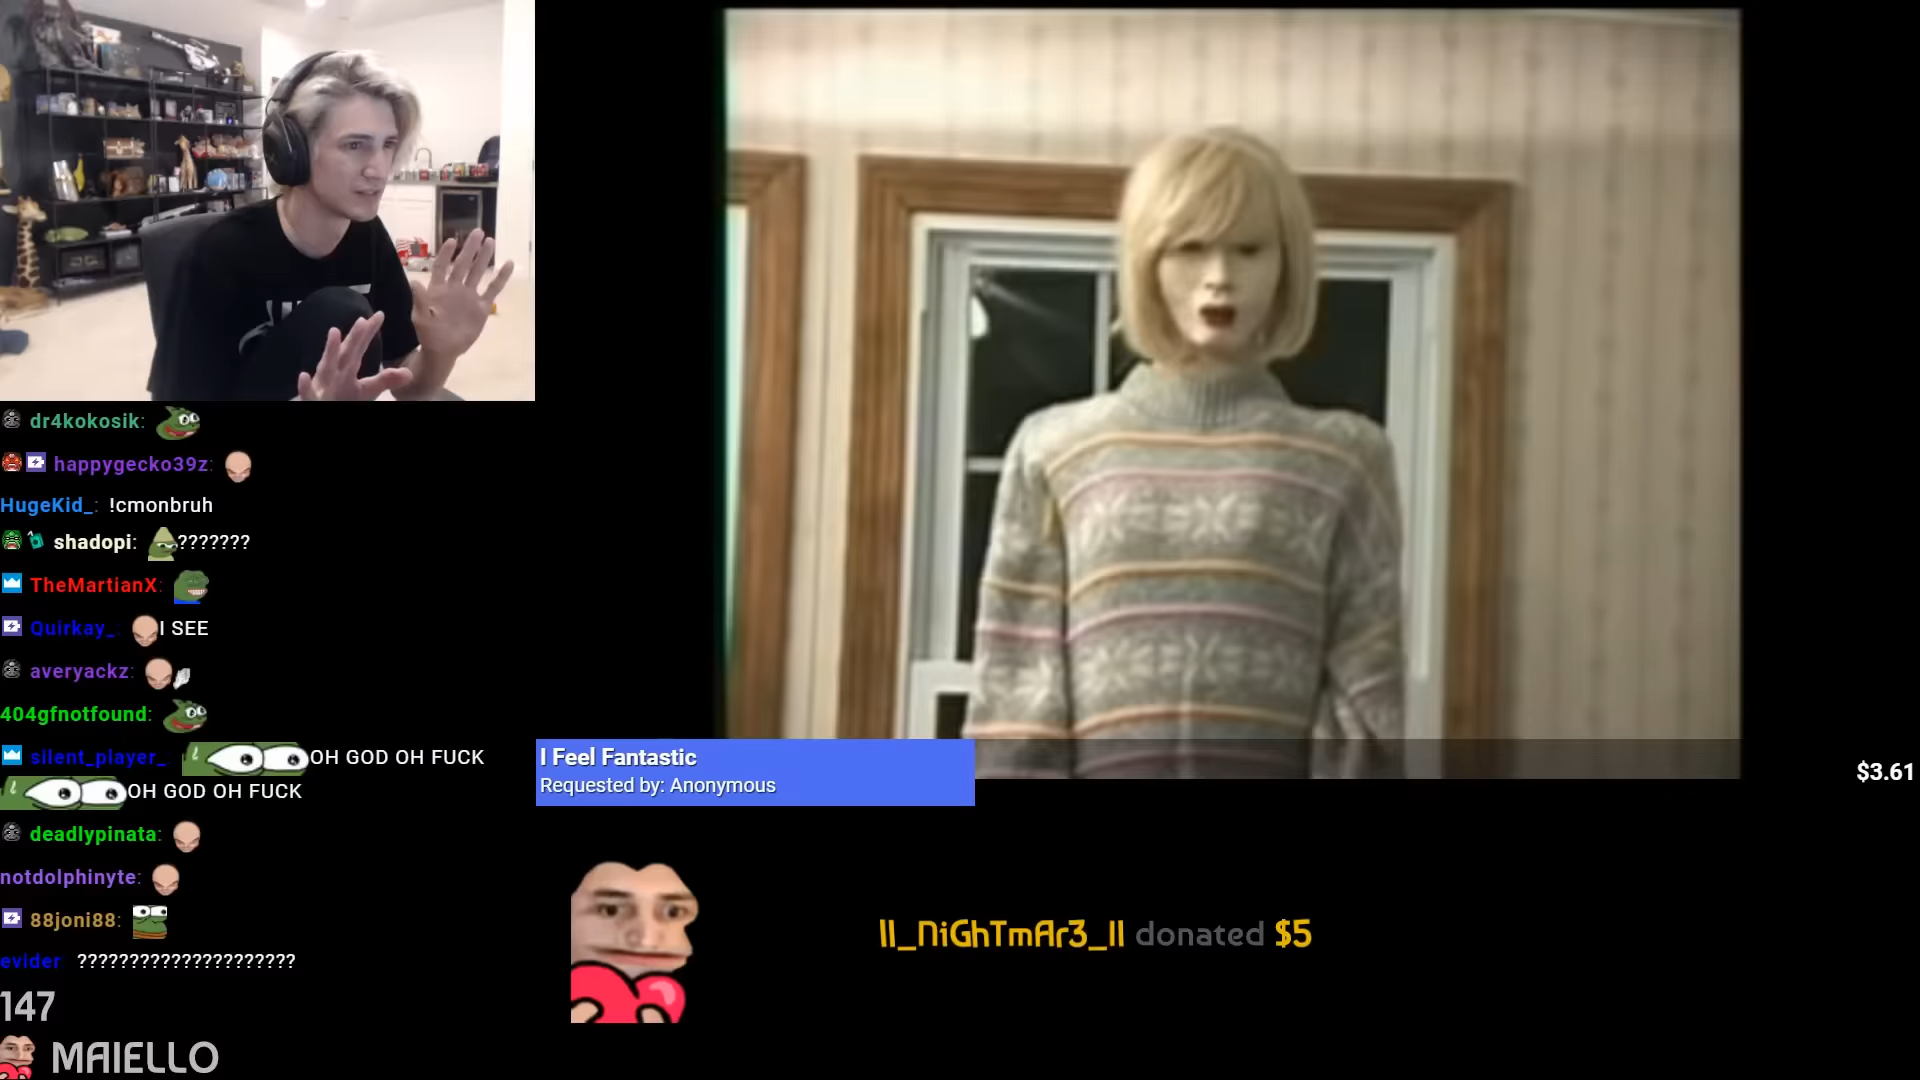 dr4kokosik:
happygecko39z:
HugeKid_: !cmonbruh
shadopi: ???????
TheMartianX:
Quirkay_: I SEE
averyackz:
404gfnotfound:
silent_player_: OH GOD OH FUCK
OH GOD OH FUCK
deadlypinata:
notdolphinyte:
88joni88:
evider: ?????????????????????
147
MAIELLO
I Feel Fantastic
Requested by: Anonymous
$3.61
II_NiGhTmAr3_II donated $5